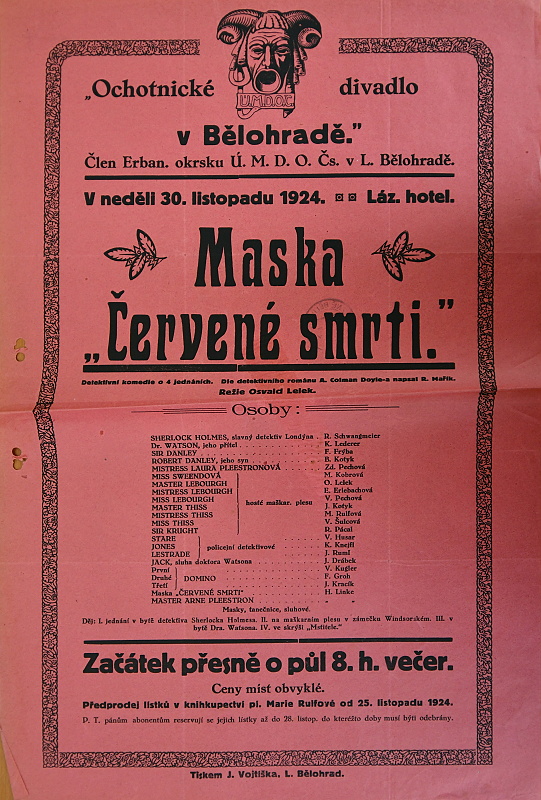 Ú.M.D.O.Č.
„Ochotnické divadlo
v Bělohradě.”
Člen Erban. okrsku Ú. M. D. O. Čs. v L. Bělohradě.
V neděli 30. listopadu 1924. Láz. hotel.
Maska
„Červené smrti.”
Detektivní komedie o 4 jednáních. Dle detektivního románu A. Colman Doyle-a napsal R. Mařík.
Režie Osvald Lelek.
Osoby:
SHERLOCK HOLMES, slavný detektiv Londýna . R. Schwangmeier
Dr. WATSON, jeho přítel . . . . . . . . K. Lederer
SIR DANLEY . . . . . . . . F. Frýba
ROBERT DANLEY, jeho syn . . . . . . . . B. Kotyk
MISTRESS LAURA PLEESTRONOVÁ . . . . . . Zd. Pechová
MISS SWEENDOVÁ M. Kobrová
MASTER LEBOURGH O. Lelek
MISTRESS LEBOURGH E. Erlebachová
MISS LEBOURGH V. Pechová
MASTER THISS hosté maškar. plesu J. Kotyk
MISTRESS THISS M. Rulfová
MISS THISS V. Šulcová
SIR KRUIGHT R. Pácal
STARE V. Husar
JONES policejní detektivové K. Knejfl
LESTRADE J. Ruml
JACK, sluha doktora Watsona . . . . . . J. Drábek
První V. Kugler
Druhé DOMINO F. Grob
Třetí J. Kracík
Maska „ČERVENÉ SMRTI” . . . . . . H. Linke
MASTER ARNE PLEESTRON . . . . . . „ „
Masky, tanečnice, sluhové.
Děj: I. jednání v bytě detektiva Sherlocka Holmesa. II. na maškarním plesu v zámečku Windsorském. III. v
bytě Dra. Watsona. IV. ve skrýši „Mstitele.”
Začátek přesně o půl 8. h. večer.
Ceny míst obvyklé.
Předprodej lístků v knihkupectví pí. Marie Rulfové od 25. listopadu 1924.
P. T. pánům abonentům reservují se jejich lístky až do 28. listop. do kteréžto doby musí býti odebrány.
Tiskem J. Vojtíška, L. Bělohrad.